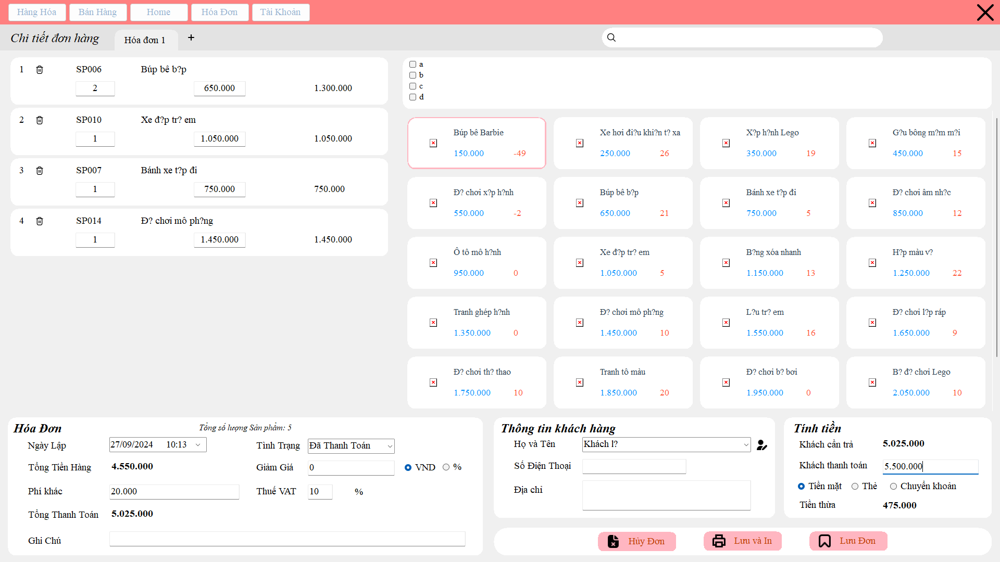 Hàng Hóa Bán Hàng Home Hóa Đơn Tài Khoản
Chi tiết đơn hàng Hóa đơn 1 +
1 SP006 Búp bê b?p
2 650.000 1.300.000
2 SP010 Xe đ?p tr? em
1 1.050.000 1.050.000
3 SP007 Bánh xe t?p đi
1 750.000 750.000
4 SP014 Đ? chơi mô ph?ng
1 1.450.000 1.450.000
a
b
c
d
Búp bê Barbie Xe hơi đi?u khi?n t? xa X?p h?nh Lego G?u bông m?m m?i
150.000 -49 250.000 26 350.000 19 450.000 15
Đ? chơi x?p h?nh Búp bê b?p Bánh xe t?p đi Đ? chơi âm nh?c
550.000 -2 650.000 21 750.000 5 850.000 12
Ô tô mô h?nh Xe đ?p tr? em B?ng xóa nhanh H?p màu v?
950.000 0 1.050.000 5 1.150.000 13 1.250.000 22
Tranh ghép h?nh Đ? chơi mô ph?ng L?u tr? em Đ? chơi l?p ráp
1.350.000 0 1.450.000 10 1.550.000 16 1.650.000 9
Đ? chơi th? thao Tranh tô màu Đ? chơi b? bơi B? đ? chơi Lego
1.750.000 10 1.850.000 20 1.950.000 0 2.050.000 10
Hóa Đơn Tổng số lượng Sản phẩm: 5
Ngày Lập 27/09/2024 10:13 Tình Trạng Đã Thanh Toán
Tổng Tiền Hàng 4.550.000 Giảm Giá 0 VND %
Phí khác 20.000 Thuế VAT 10 %
Tổng Thanh Toán 5.025.000
Ghi Chú
Thông tin khách hàng
Họ và Tên Khách l?
Số Điện Thoại
Địa chỉ
Tính tiền
Khách cần trả 5.025.000
Khách thanh toán 5.500.000
Tiền mặt Thẻ Chuyển khoản
Tiền thừa 475.000
Hủy Đơn Lưu và In Lưu Đơn